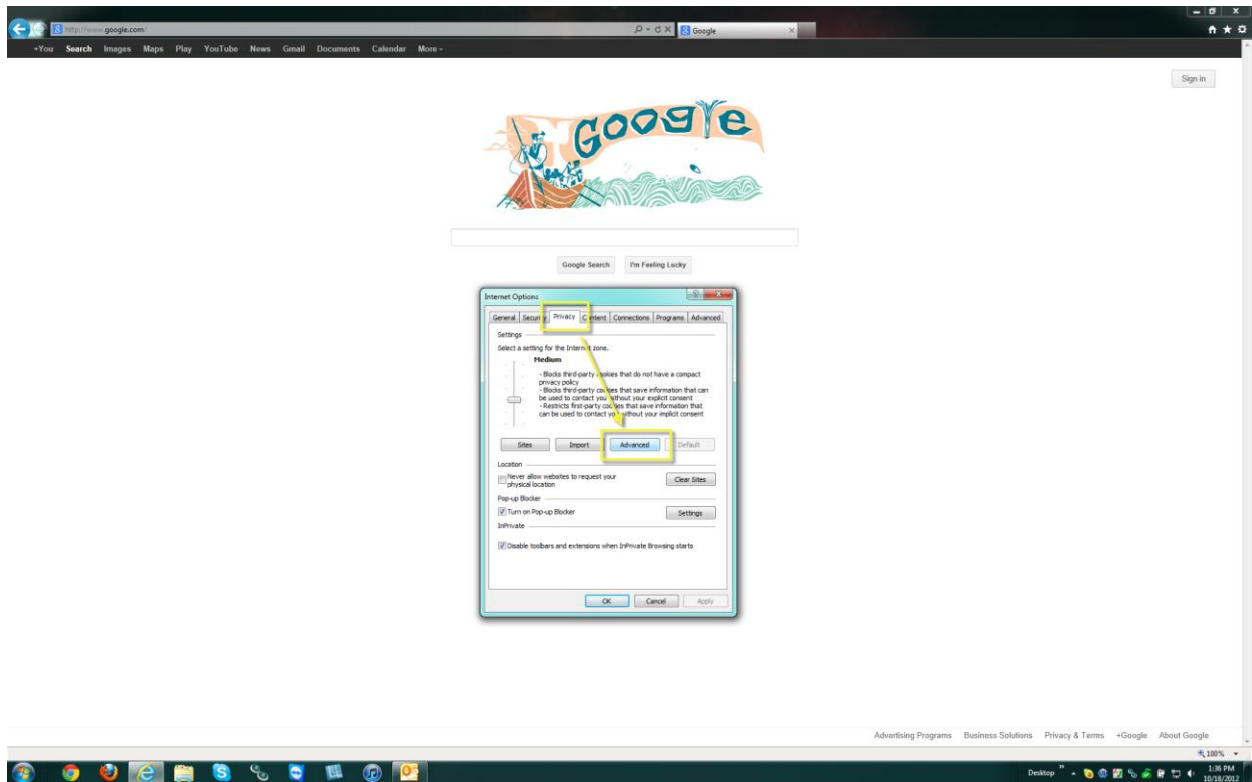 http://www.google.com/
Google
+You Search Images Maps Play YouTube News Gmail Documents Calendar More
Sign in
Google
Google Search I'm Feeling Lucky
Internet Options
General Security Privacy Content Connections Programs Advanced
Settings
Select a setting for the Internet zone.
Medium
- Blocks third-party cookies that do not have a compact
privacy policy
- Blocks third-party cookies that save information that can
be used to contact you without your explicit consent
- Restricts first-party cookies that save information that
can be used to contact you without your implicit consent
Sites Import Advanced Default
Location
Never allow websites to request your
physical location
Clear Sites
Pop-up Blocker
Turn on Pop-up Blocker Settings
InPrivate
Disable toolbars and extensions when InPrivate Browsing starts
OK Cancel Apply
Advertising Programs Business Solutions Privacy & Terms +Google About Google
100%
Desktop
1:36 PM
10/18/2012